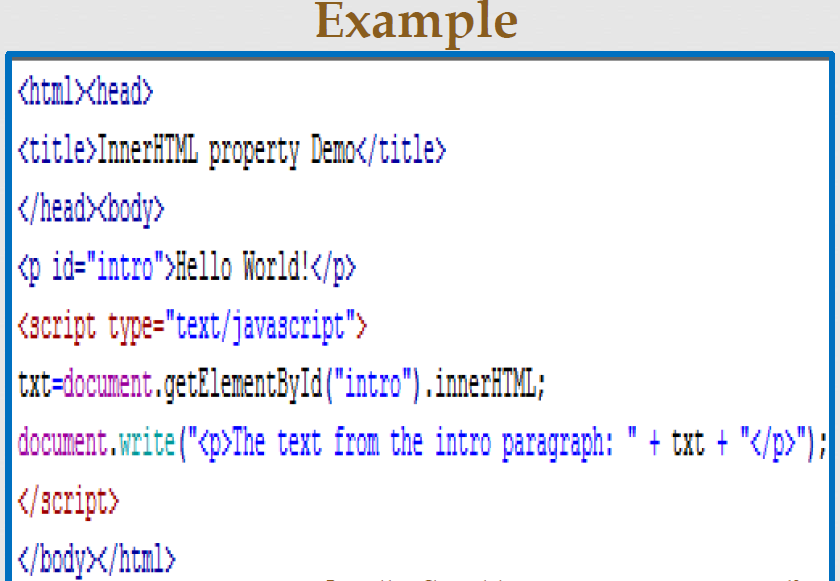 Example
<html><head>
<title>InnerHTML property Demo</title>
</head><body>
<p id="intro">Hello World!</p>
<script type="text/javascript">
txt=document.getElementById("intro").innerHTML;
document.write("<p>The text from the intro paragraph: " + txt + "</p>");
</script>
</body></html>